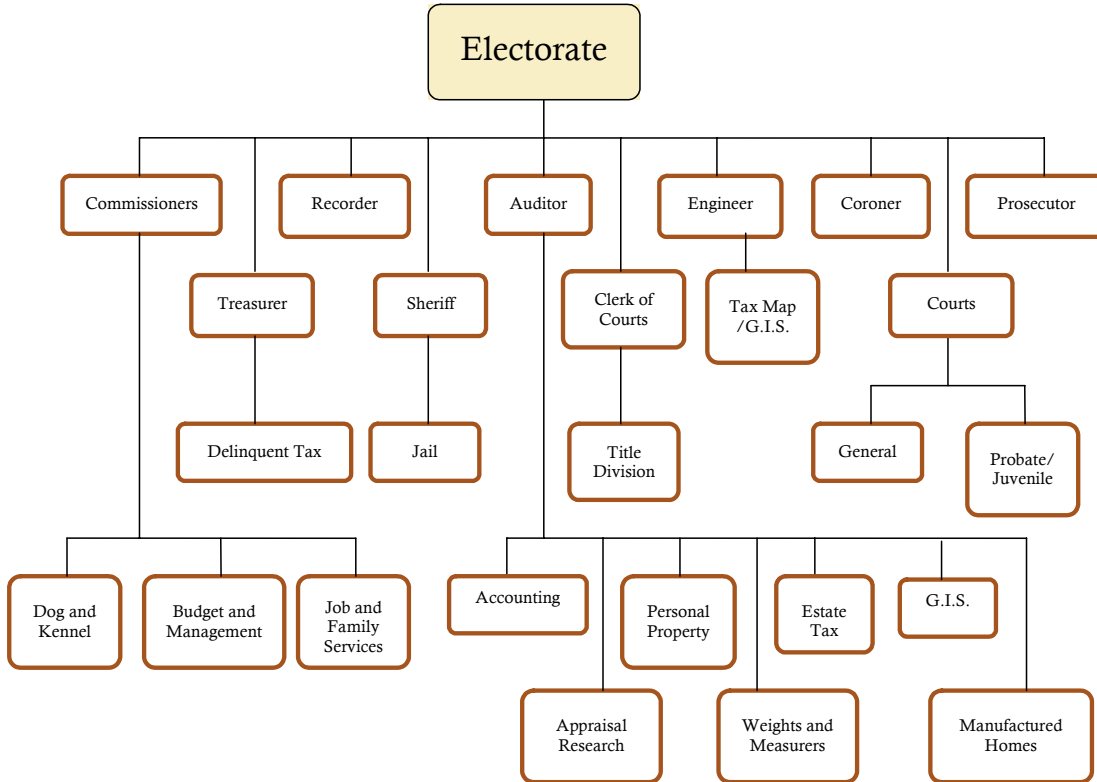 Electorate
Commissioners
Recorder
Auditor
Engineer
Coroner
Prosecutor
Treasurer
Sheriff
Clerk of
Courts
Tax Map
/G.I.S.
Courts
Delinquent Tax
Jail
Title
Division
General
Probate/
Juvenile
Dog and
Kennel
Budget and
Management
Job and
Family
Services
Accounting
Personal
Property
Estate
Tax
G.I.S.
Appraisal
Research
Weights and
Measurers
Manufactured
Homes